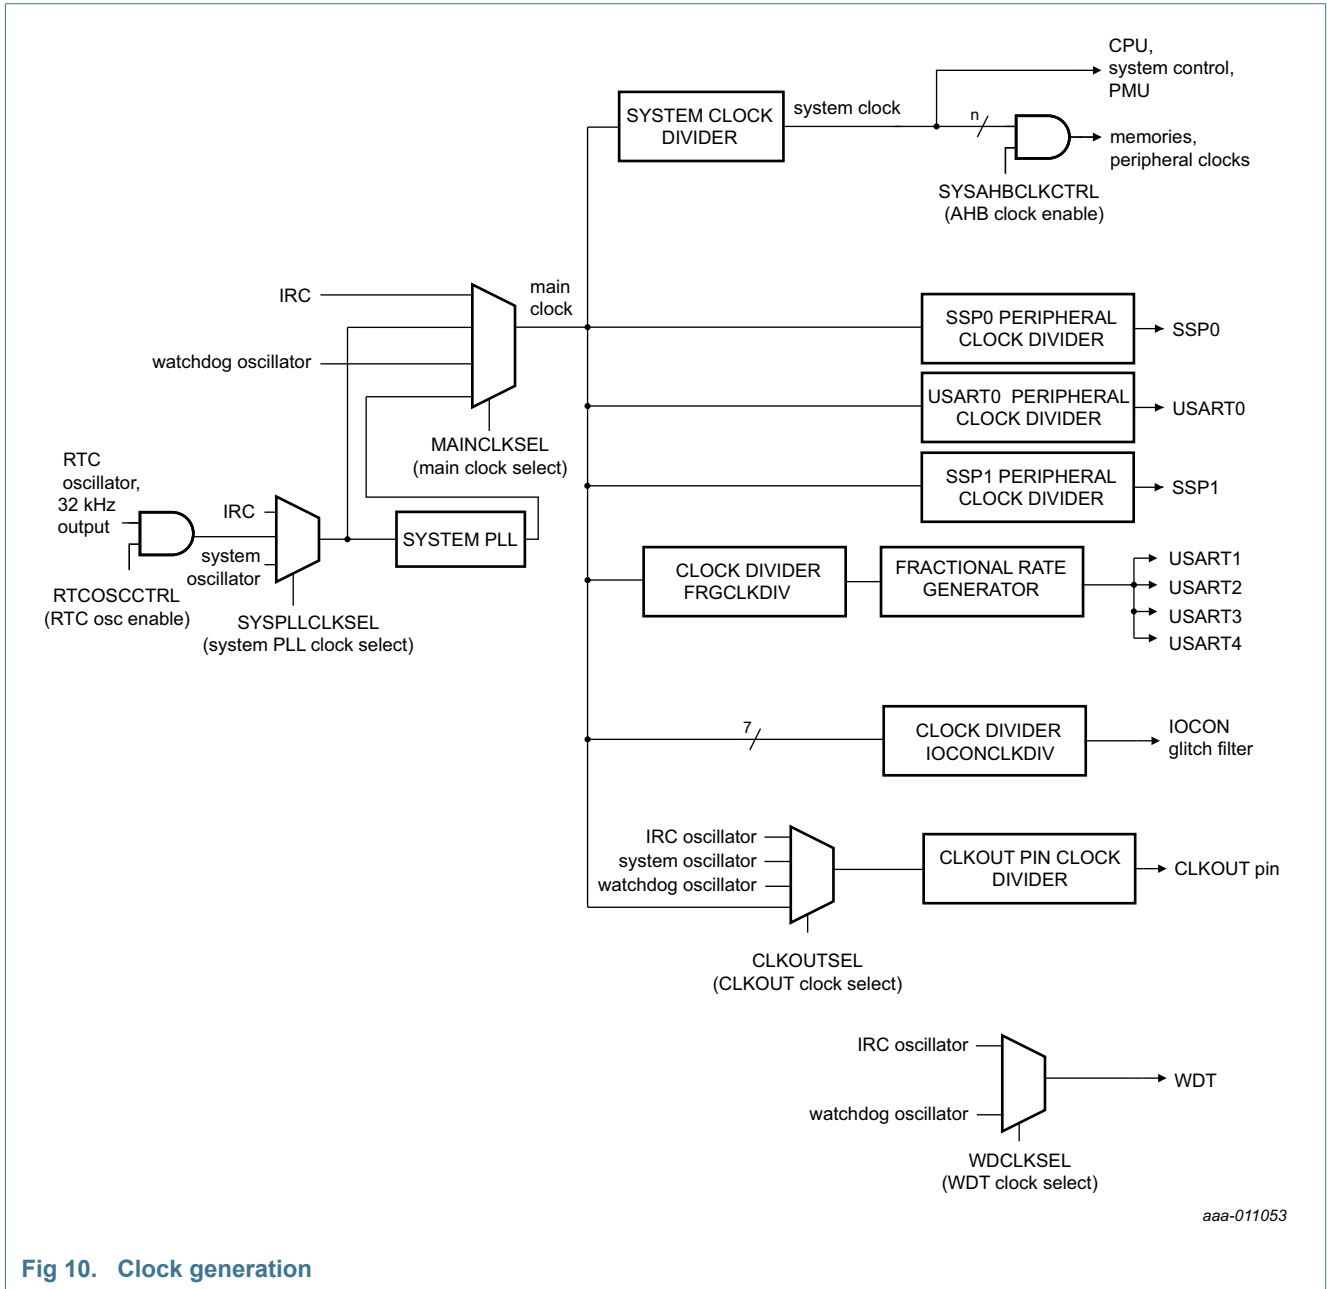 CPU,
system control,
PMU
SYSTEM CLOCK
DIVIDER
system clock
n
memories,
peripheral clocks
SYSAHBCLKCTRL
(AHB clock enable)
IRC
main
clock
watchdog oscillator
MAINCLKSEL
(main clock select)
SSP0 PERIPHERAL
CLOCK DIVIDER
SSP0
USART0 PERIPHERAL
CLOCK DIVIDER
USART0
SSP1 PERIPHERAL
CLOCK DIVIDER
SSP1
RTC
oscillator,
32 kHz
output
RTCOSCCTRL
(RTC osc enable)
IRC
system
oscillator
SYSPLLCLKSEL
(system PLL clock select)
SYSTEM PLL
CLOCK DIVIDER
FRGCLKDIV
FRACTIONAL RATE
GENERATOR
USART1
USART2
USART3
USART4
7
CLOCK DIVIDER
IOCONCLKDIV
IOCON
glitch filter
IRC oscillator
system oscillator
watchdog oscillator
CLKOUTSEL
(CLKOUT clock select)
CLKOUT PIN CLOCK
DIVIDER
CLKOUT pin
IRC oscillator
watchdog oscillator
WDT
WDCLKSEL
(WDT clock select)
aaa-011053
Fig 10. Clock generation